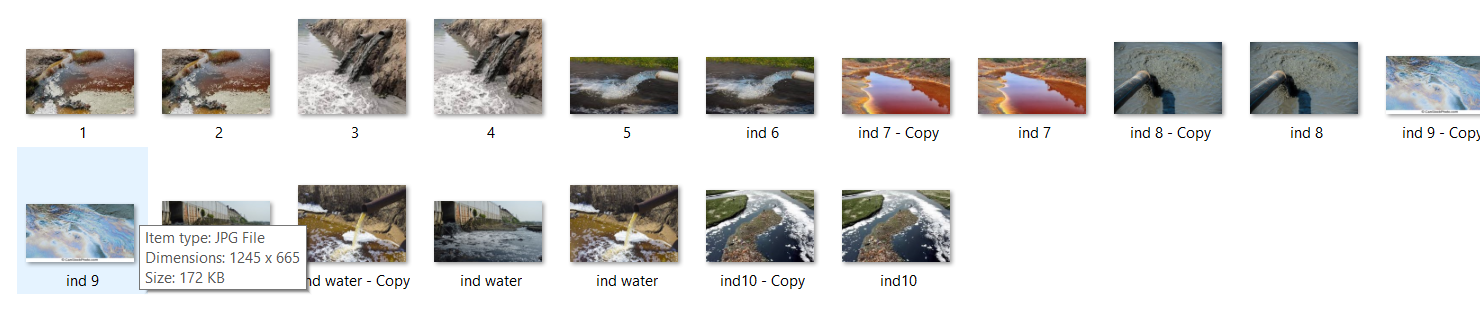 1
2
3
4
5
ind 6
ind 7 - Copy
ind 7
ind 8 - Copy
ind 8
ind 9 - Copy
ind 9
Item type: JPG File
Dimensions: 1245 x 665
Size: 172 KB
ind water - Copy
ind water
ind water
ind10 - Copy
ind10